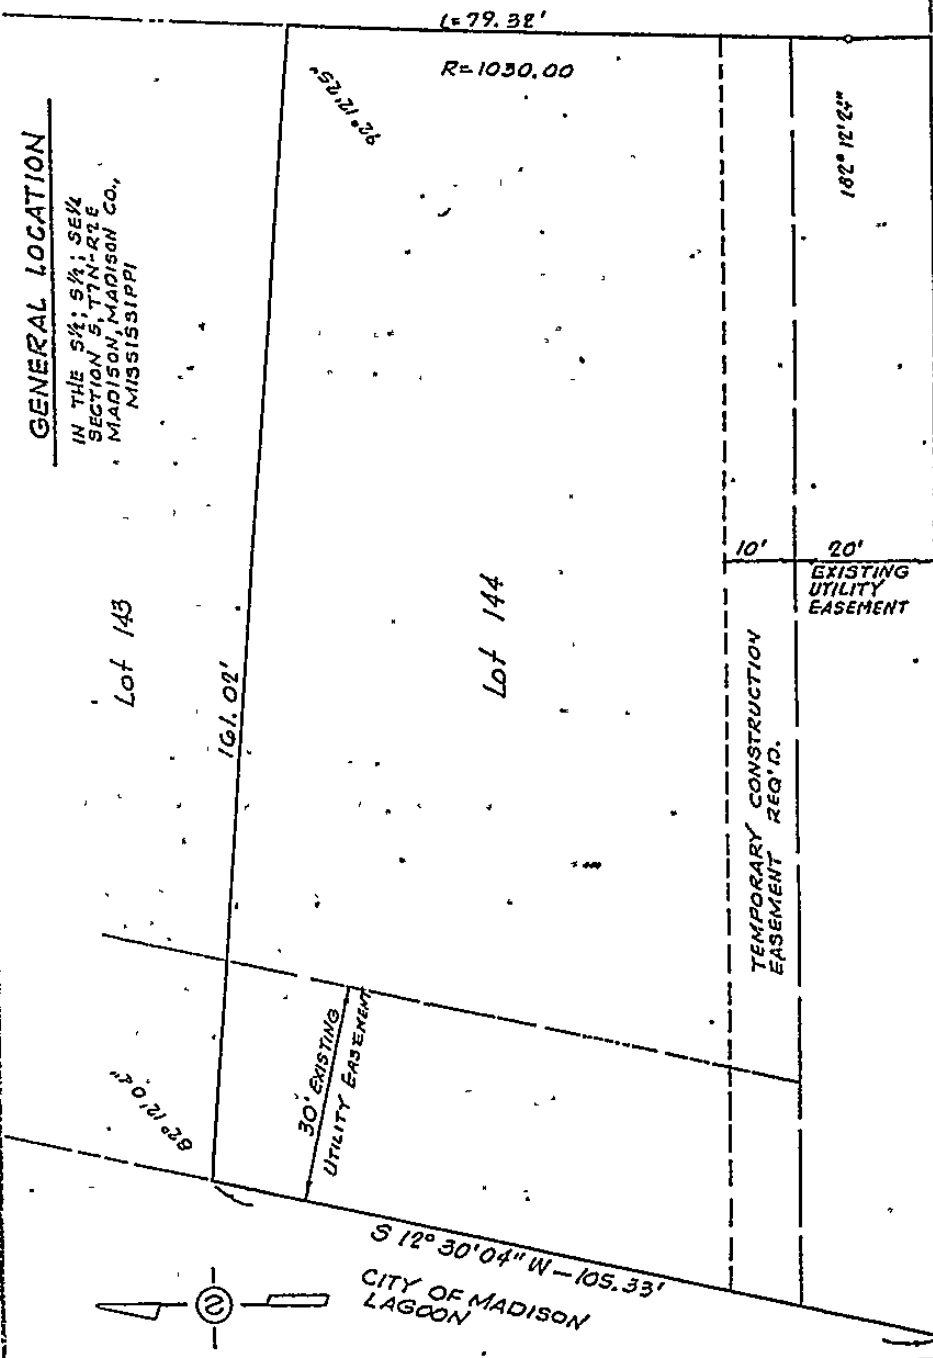 L=79.32'
R=1030.00
92°12'25"
182° 12' 24"
GENERAL LOCATION
IN THE S½; S½; SE¼
SECTION 5, T7N-R2E
MADISON, MADISON CO.,
MISSISSIPPI
10'
20'
EXISTING
UTILITY
EASEMENT
Lot 143
Lot 144
161.02'
TEMPORARY CONSTRUCTION
EASEMENT REQ'D.
30' EXISTING
UTILITY EASEMENT
82° 12' 02"
S 12° 30' 04" W – 105.33'
CITY OF MADISON
LAGOON